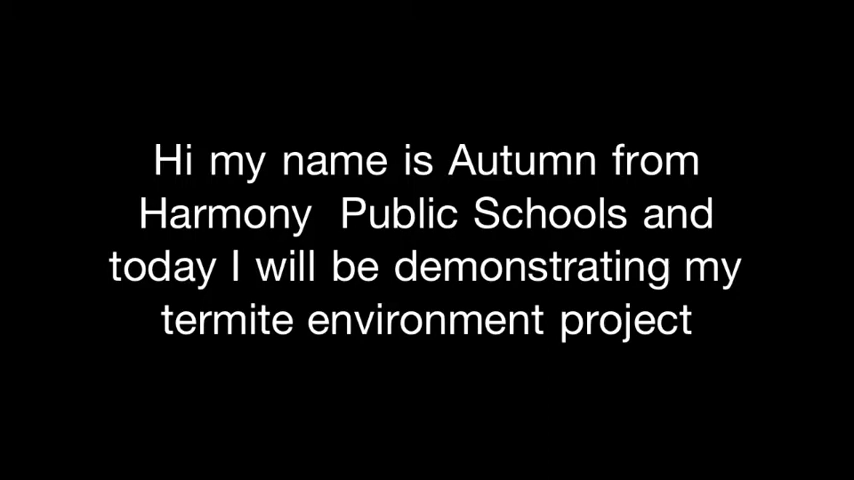 Hi my name is Autumn from
Harmony  Public Schools and
today I will be demonstrating my
termite environment project